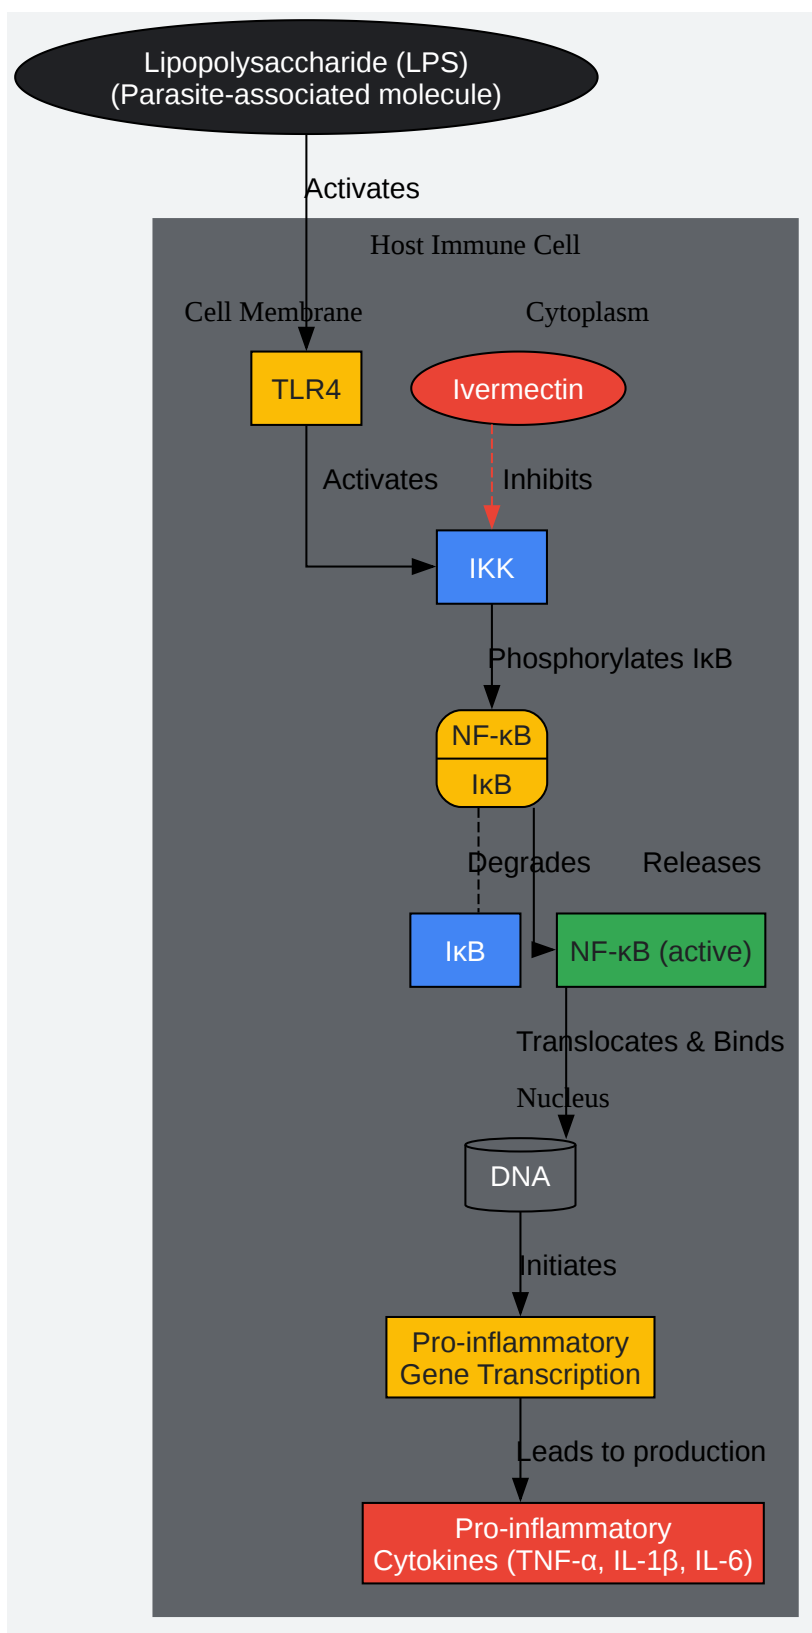 Lipopolysaccharide (LPS)
(Parasite-associated molecule)
Activates
Host Immune Cell
Cell Membrane
Cytoplasm
TLR4
Ivermectin
Activates
Inhibits
IKK
Phosphorylates IκB
NF-κB
IκB
Degrades
Releases
IκB
NF-κB (active)
Translocates & Binds
Nucleus
DNA
Initiates
Pro-inflammatory
Gene Transcription
Leads to production
Pro-inflammatory
Cytokines (TNF-α, IL-1β, IL-6)